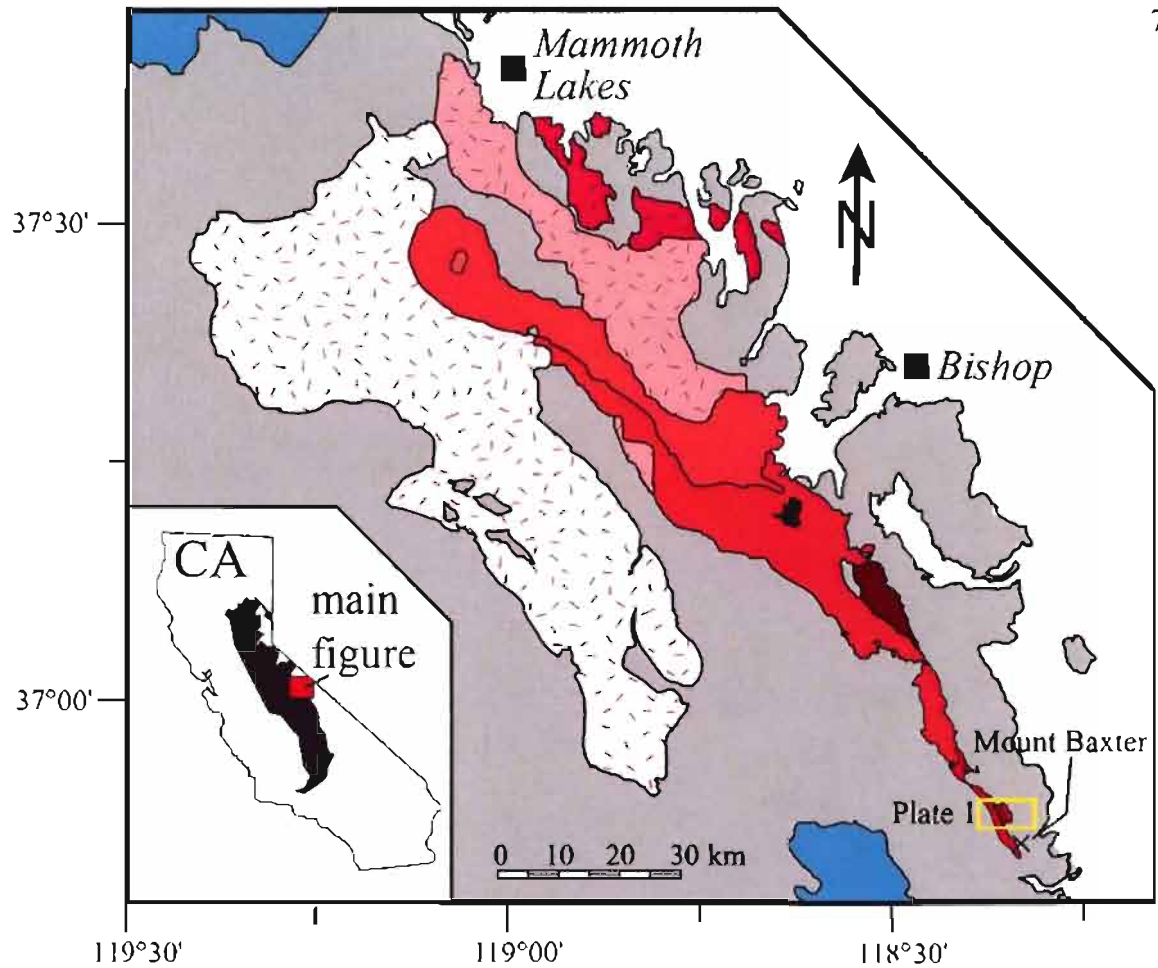 7
Mammoth
Lakes
37°30'
N
Bishop
CA
main
figure
37°00'
Mount Baxter
Plate 1
0 10 20 30 km
119°30' 119°00' 118°30'